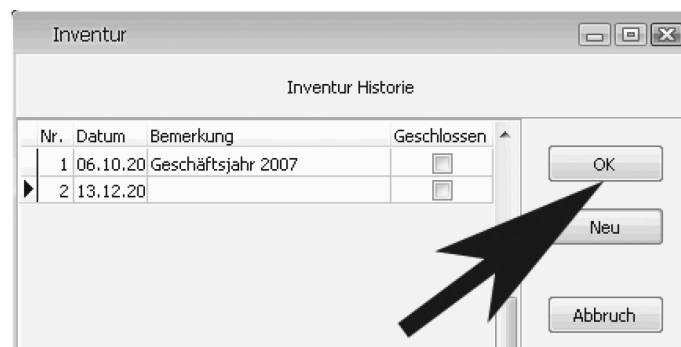 Inventur
Inventur Historie
Nr. Datum Bemerkung Geschlossen
1 06.10.20 Geschäftsjahr 2007
2 13.12.20
OK
Neu
Abbruch